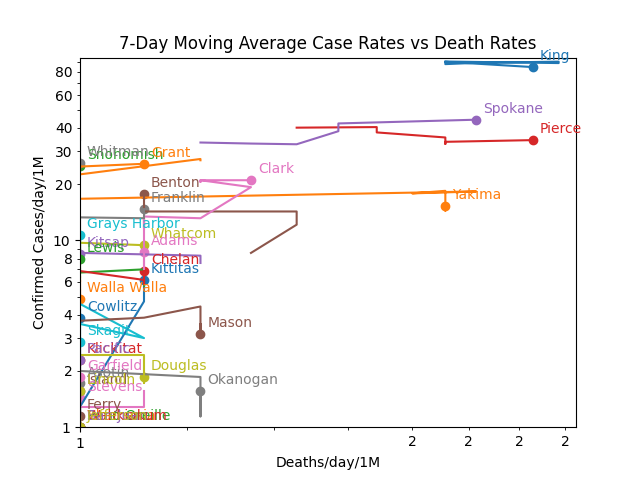 7-Day Moving Average Case Rates vs Death Rates
King
80
60
Spokane
40
Pierce
Whitman
Grant
Snohomish
30
Clark
Benton
20
Yakima
Franklin
Grays Harbor
Whatcom
Kitsap
Adams
10
Lewis
Chelan
8
Kittitas
6
Walla Walla
Cowlitz
4
Mason
Skagit
3
Klickitat
Garfield
Douglas
2
Asotin
Island
Okanogan
Stevens
Ferry
1
Confirmed Cases/day/1M
1
2
2
2
2
Deaths/day/1M